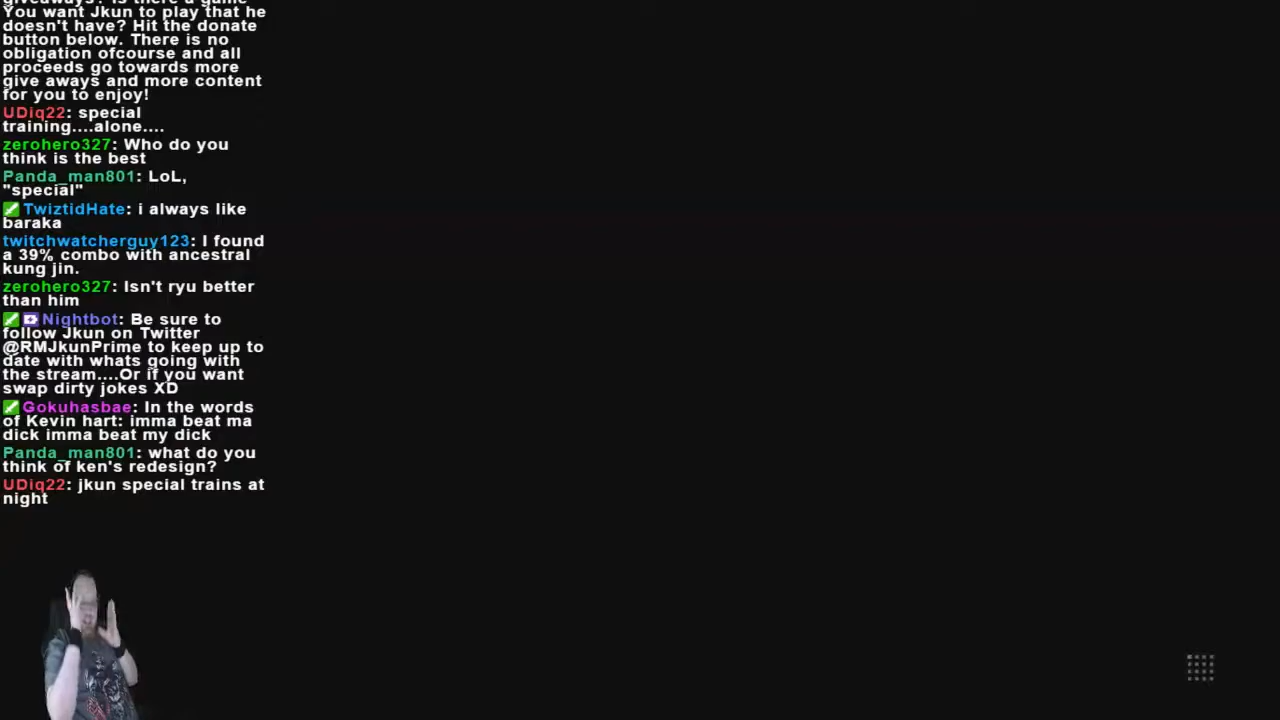 You want Jkun to play that he
doesn't have? Hit the donate
button below. There is no
obligation ofcourse and all
proceeds go towards more
give aways and more content
for you to enjoy!
UDiq22: special
training....alone....
zerohero327: Who do you
think is the best
Panda_man801: LoL,
"special"
TwiztidHate: i always like
baraka
twitchwatcherguy123: I found
a 39% combo with ancestral
kung jin.
zerohero327: Isn't ryu better
than him
Nightbot: Be sure to
follow Jkun on Twitter
@RMJkunPrime to keep up to
date with whats going with
the stream....Or if you want
swap dirty jokes XD
Gokuhasbae: In the words
of Kevin hart: imma beat ma
dick imma beat my dick
Panda_man801: what do you
think of ken's redesign?
UDiq22: jkun special trains at
night